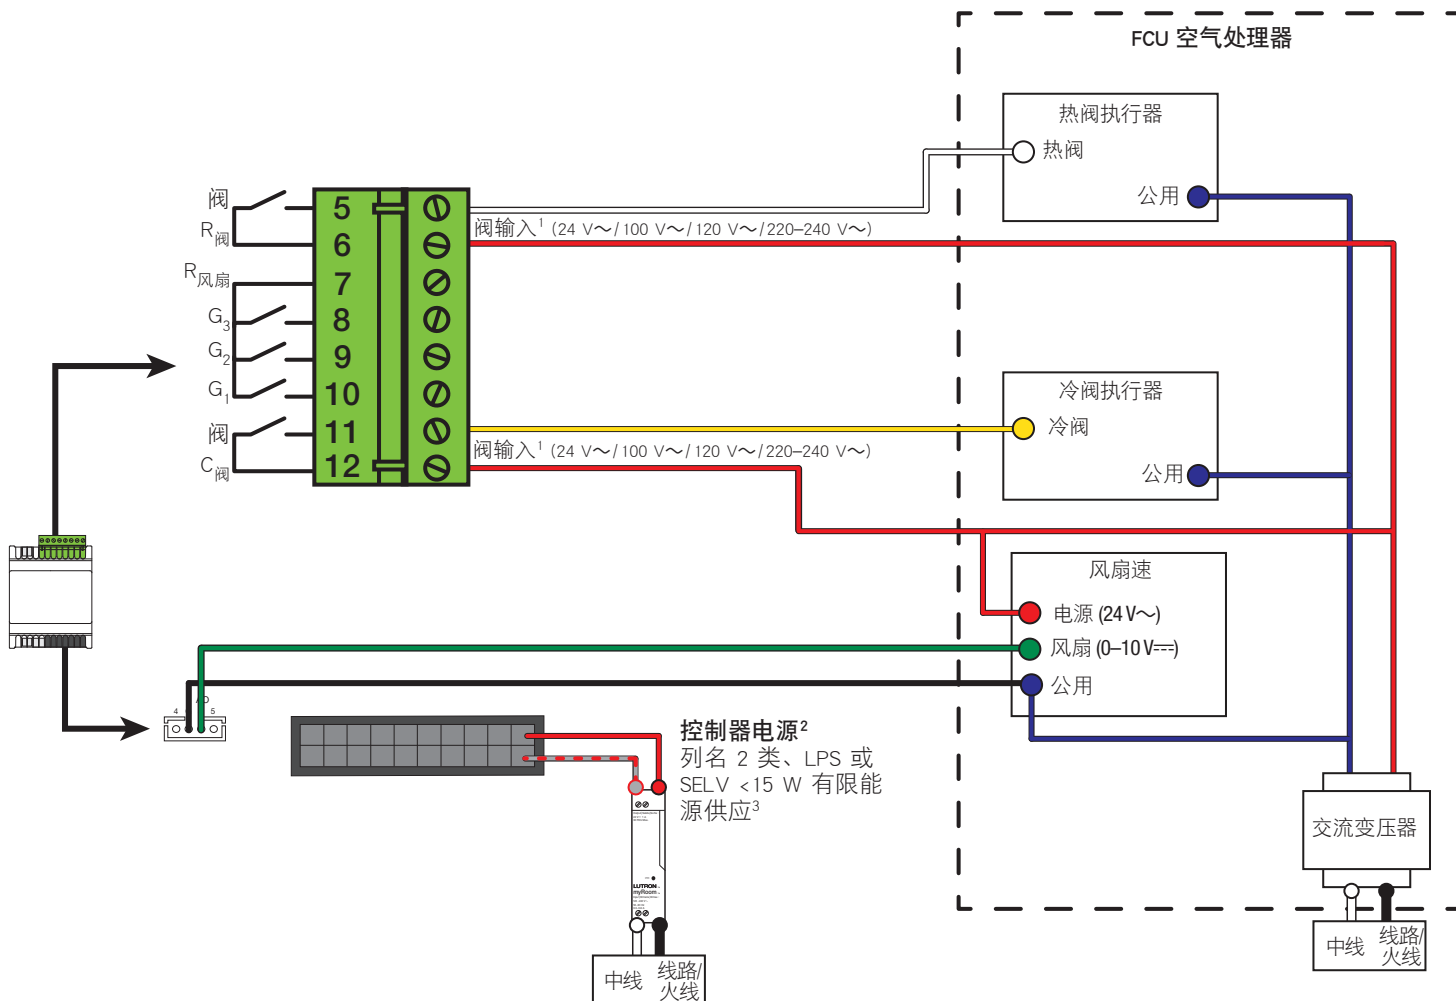 FCU 空气处理器
热阀执行器
热阀
公用
阀
R阀
R风扇
G3
G2
G1
阀
C阀
5
6
7
8
9
10
11
12
阀输入1 (24 V～/100 V～/120 V～/220–240 V～)
阀输入1 (24 V～/100 V～/120 V～/220–240 V～)
冷阀执行器
冷阀
公用
风扇速
电源 (24 V～)
风扇 (0–10 V⎓)
公用
4
5
控制器电源2
列名 2 类、LPS 或
SELV <15 W 有限能
源供应3
LUTRON
myRoom
中线
线路/
火线
交流变压器
中线
线路/
火线